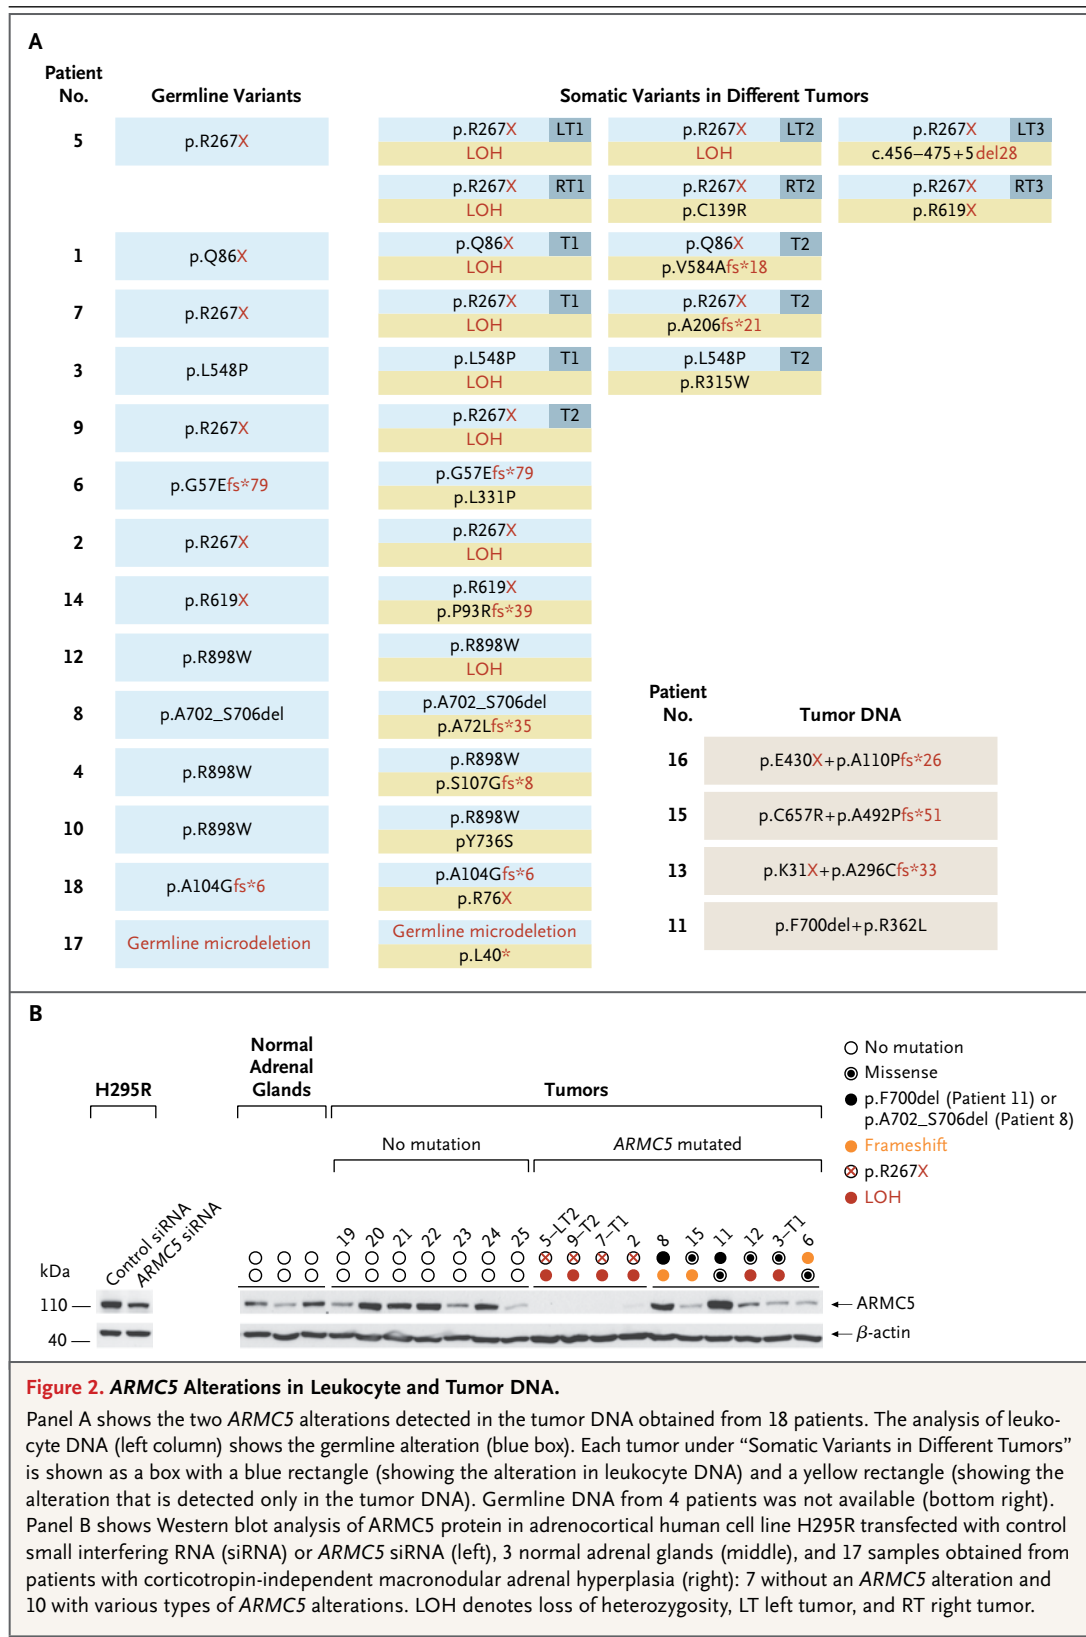 A
Patient
No.
Germline Variants
Somatic Variants in Different Tumors
5
p.R267X
p.R267X LT1
LOH
p.R267X LT2
LOH
p.R267X LT3
c.456–475+5del28
p.R267X RT1
LOH
p.R267X RT2
p.C139R
p.R267X RT3
p.R619X
1
p.Q86X
p.Q86X T1
LOH
p.Q86X T2
p.V584Afs*18
7
p.R267X
p.R267X T1
LOH
p.R267X T2
p.A206fs*21
3
p.L548P
p.L548P T1
LOH
p.L548P T2
p.R315W
9
p.R267X
p.R267X T2
LOH
6
p.G57Efs*79
p.G57Efs*79
p.L331P
2
p.R267X
p.R267X
LOH
14
p.R619X
p.R619X
p.P93Rfs*39
12
p.R898W
p.R898W
LOH
8
p.A702_S706del
p.A702_S706del
p.A72Lfs*35
4
p.R898W
p.R898W
p.S107Gfs*8
10
p.R898W
p.R898W
pY736S
18
p.A104Gfs*6
p.A104Gfs*6
p.R76X
17
Germline microdeletion
Germline microdeletion
p.L40*
Patient
No.
Tumor DNA
16
p.E430X+p.A110Pfs*26
15
p.C657R+p.A492Pfs*51
13
p.K31X+p.A296Cfs*33
11
p.F700del+p.R362L
B
H295R
Normal
Adrenal
Glands
Tumors
No mutation
ARMC5 mutated
No mutation
Missense
p.F700del (Patient 11) or
p.A702_S706del (Patient 8)
Frameshift
p.R267X
LOH
Control siRNA
ARMC5 siRNA
19 20 21 22 23 24 25 5–LT2 9–T2 7–T1 2 8 15 11 12 3–T1 6
kDa
110
ARMC5
40
β-actin
Figure 2. ARMC5 Alterations in Leukocyte and Tumor DNA.
Panel A shows the two ARMC5 alterations detected in the tumor DNA obtained from 18 patients. The analysis of leuko-
cyte DNA (left column) shows the germline alteration (blue box). Each tumor under “Somatic Variants in Different Tumors”
is shown as a box with a blue rectangle (showing the alteration in leukocyte DNA) and a yellow rectangle (showing the
alteration that is detected only in the tumor DNA). Germline DNA from 4 patients was not available (bottom right).
Panel B shows Western blot analysis of ARMC5 protein in adrenocortical human cell line H295R transfected with control
small interfering RNA (siRNA) or ARMC5 siRNA (left), 3 normal adrenal glands (middle), and 17 samples obtained from
patients with corticotropin-independent macronodular adrenal hyperplasia (right): 7 without an ARMC5 alteration and
10 with various types of ARMC5 alterations. LOH denotes loss of heterozygosity, LT left tumor, and RT right tumor.